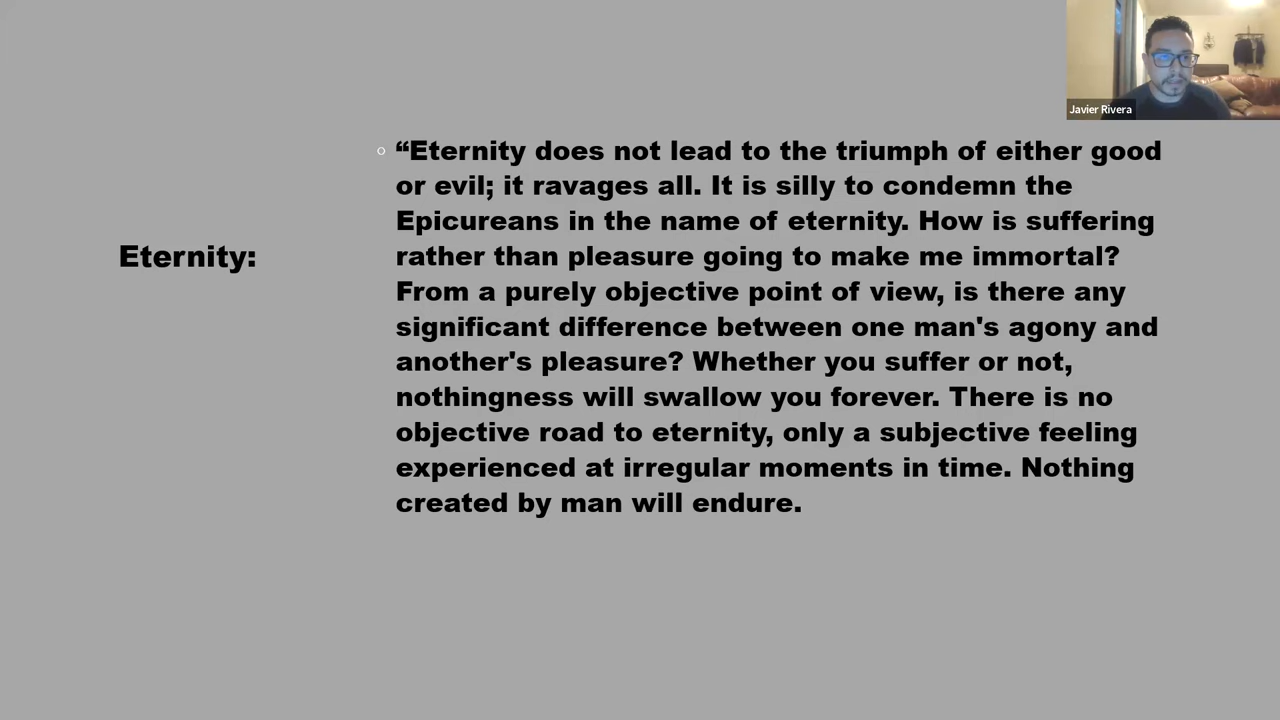 Javier Rivera
Eternity:
“Eternity does not lead to the triumph of either good
or evil; it ravages all. It is silly to condemn the
Epicureans in the name of eternity. How is suffering
rather than pleasure going to make me immortal?
From a purely objective point of view, is there any
significant difference between one man's agony and
another's pleasure? Whether you suffer or not,
nothingness will swallow you forever. There is no
objective road to eternity, only a subjective feeling
experienced at irregular moments in time. Nothing
created by man will endure.